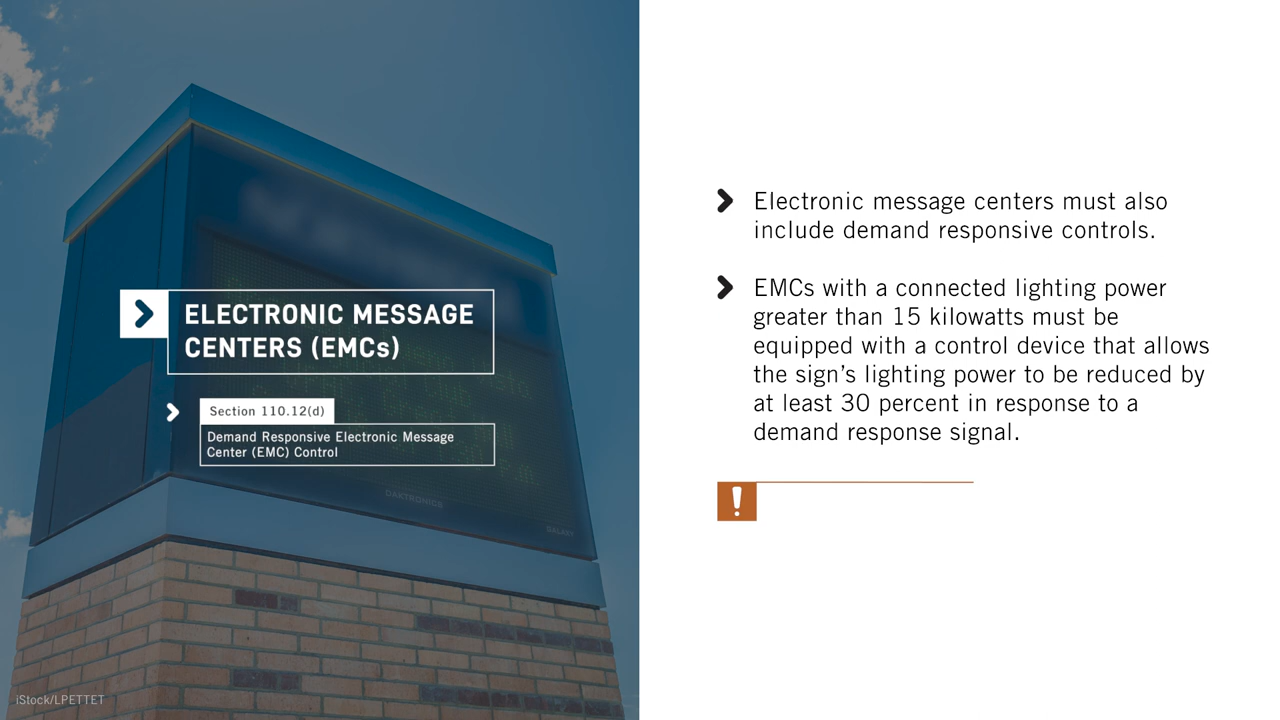 ELECTRONIC MESSAGE
CENTERS (EMCs)
Section 110.12(d)
Demand Responsive Electronic Message
Center (EMC) Control
DAKTRONICS
GALAXY
iStock/LPETTET
Electronic message centers must also
include demand responsive controls.
EMCs with a connected lighting power
greater than 15 kilowatts must be
equipped with a control device that allows
the sign’s lighting power to be reduced by
at least 30 percent in response to a
demand response signal.
!